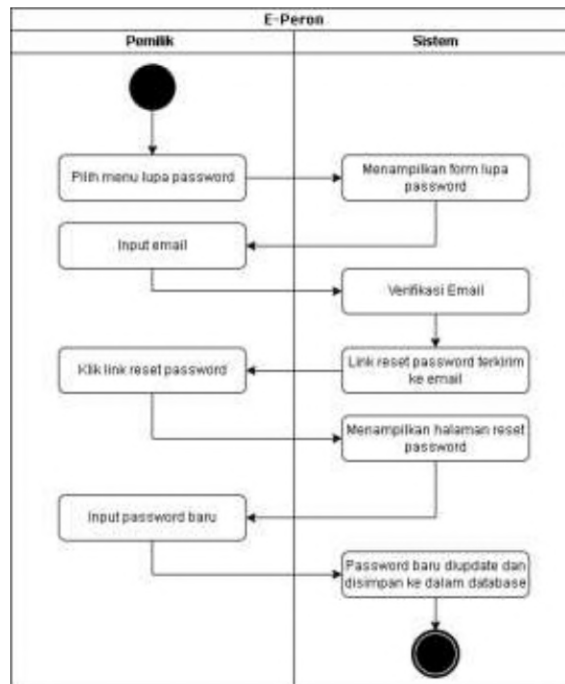 E-Peron
Pemilik
Sistem
Pilih menu lupa password
Menampilkan form lupa
password
Input email
Verifikasi Email
Link reset password terkirim
ke email
Klik link reset password
Menampilkan halaman reset
password
Input password baru
Password baru diupdate dan
disimpan ke dalam database